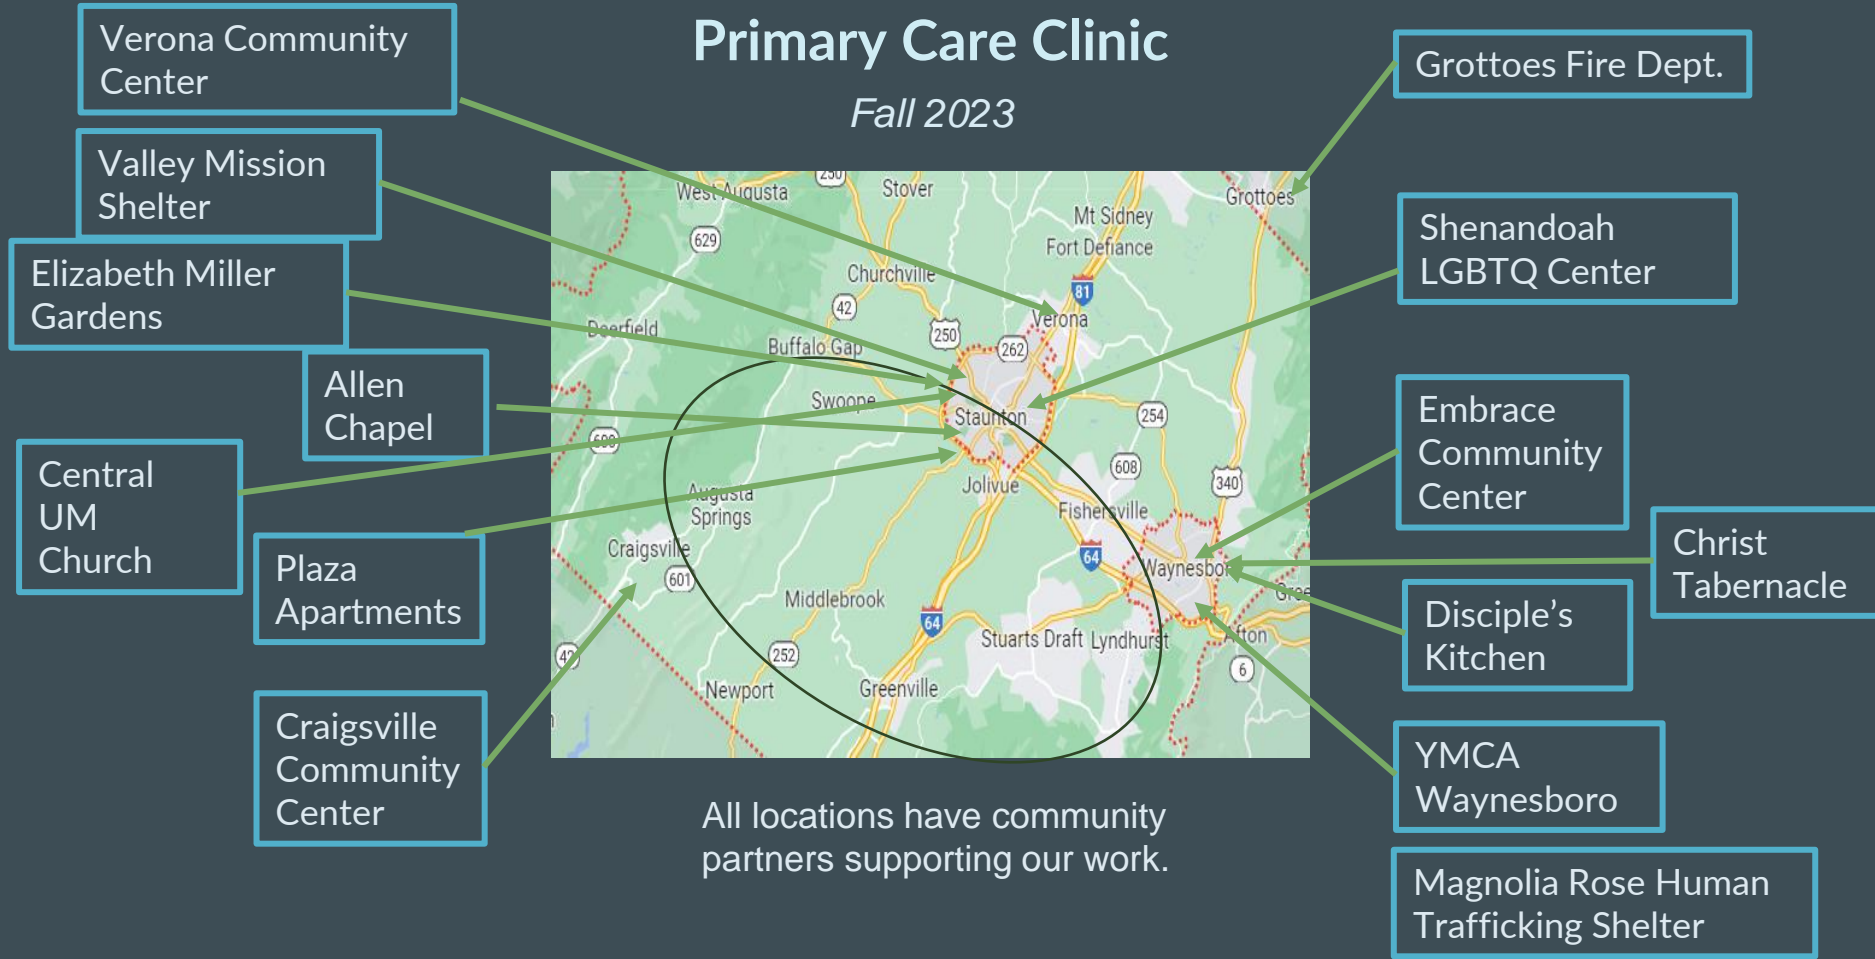 Primary Care Clinic
Fall 2023
Verona Community
Center
Valley Mission
Shelter
Elizabeth Miller
Gardens
Allen
Chapel
Central
UM
Church
Plaza
Apartments
Craigsville
Community
Center
Grottoes Fire Dept.
Shenandoah
LGBTQ Center
Embrace
Community
Center
Christ
Tabernacle
Disciple's
Kitchen
YMCA
Waynesboro
Magnolia Rose Human
Trafficking Shelter
250
West Augusta
Stover
Grottoes
Mt Sidney
629
Fort Defiance
Churchville
81
42
Verona
Deerfield
250
Buffalo Gap
262
Swoope
Staunton
254
608
Jolivue
340
Augusta
Springs
Fishersville
Craigsville
601
64
Waynesbor
Middlebrook
64
Stuarts Draft
Lyndhurst
Afton
42
252
6
Newport
Greenville
All locations have community
partners supporting our work.